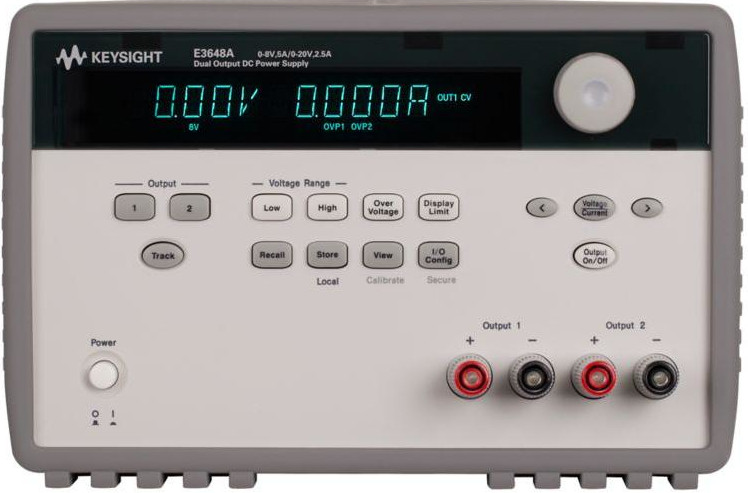 KEYSIGHT E3648A 0-8V,5A/0-20V,2.5A
Dual Output DC Power Supply
0.00V 0.000A OUT1 CV
8V OVP1 OVP2
Output Voltage Range
1 2 Low High Over Voltage Display Limit < Voltage Current >
Track Recall Store View I/O Config Output On/Off
Local Calibrate Secure
Output 1 Output 2
+ − + −
Power
O I